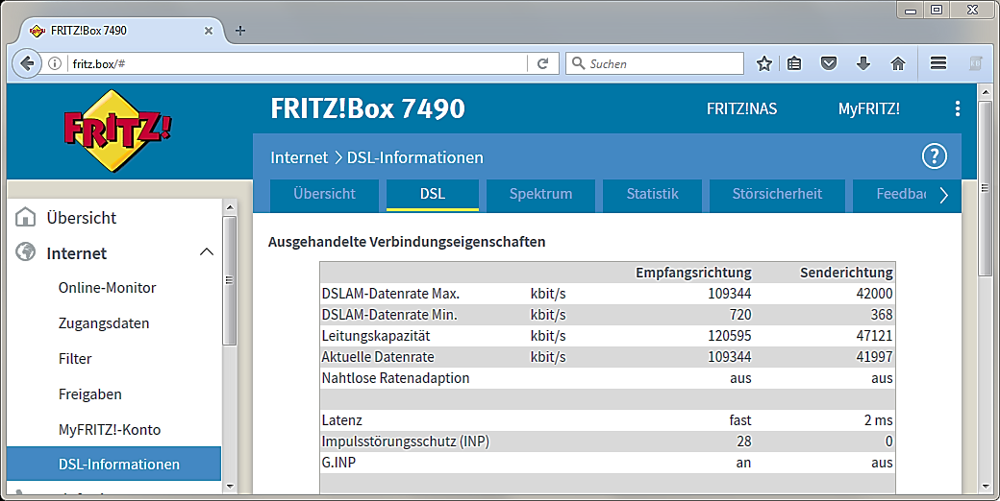 FRITZ!Box 7490
fritz.box/#
Suchen
FRITZ!
FRITZ!Box 7490 FRITZ!NAS MyFRITZ!
Internet > DSL-Informationen ?
Übersicht DSL Spektrum Statistik Störsicherheit Feedbac
Übersicht
Internet
Online-Monitor
Zugangsdaten
Filter
Freigaben
MyFRITZ!-Konto
DSL-Informationen
Ausgehandelte Verbindungseigenschaften
Empfangsrichtung Senderichtung
DSLAM-Datenrate Max. kbit/s 109344 42000
DSLAM-Datenrate Min. kbit/s 720 368
Leitungskapazität kbit/s 120595 47121
Aktuelle Datenrate kbit/s 109344 41997
Nahtlose Ratenadaption aus aus
Latenz fast 2 ms
Impulsstörungsschutz (INP) 28 0
G.INP an aus